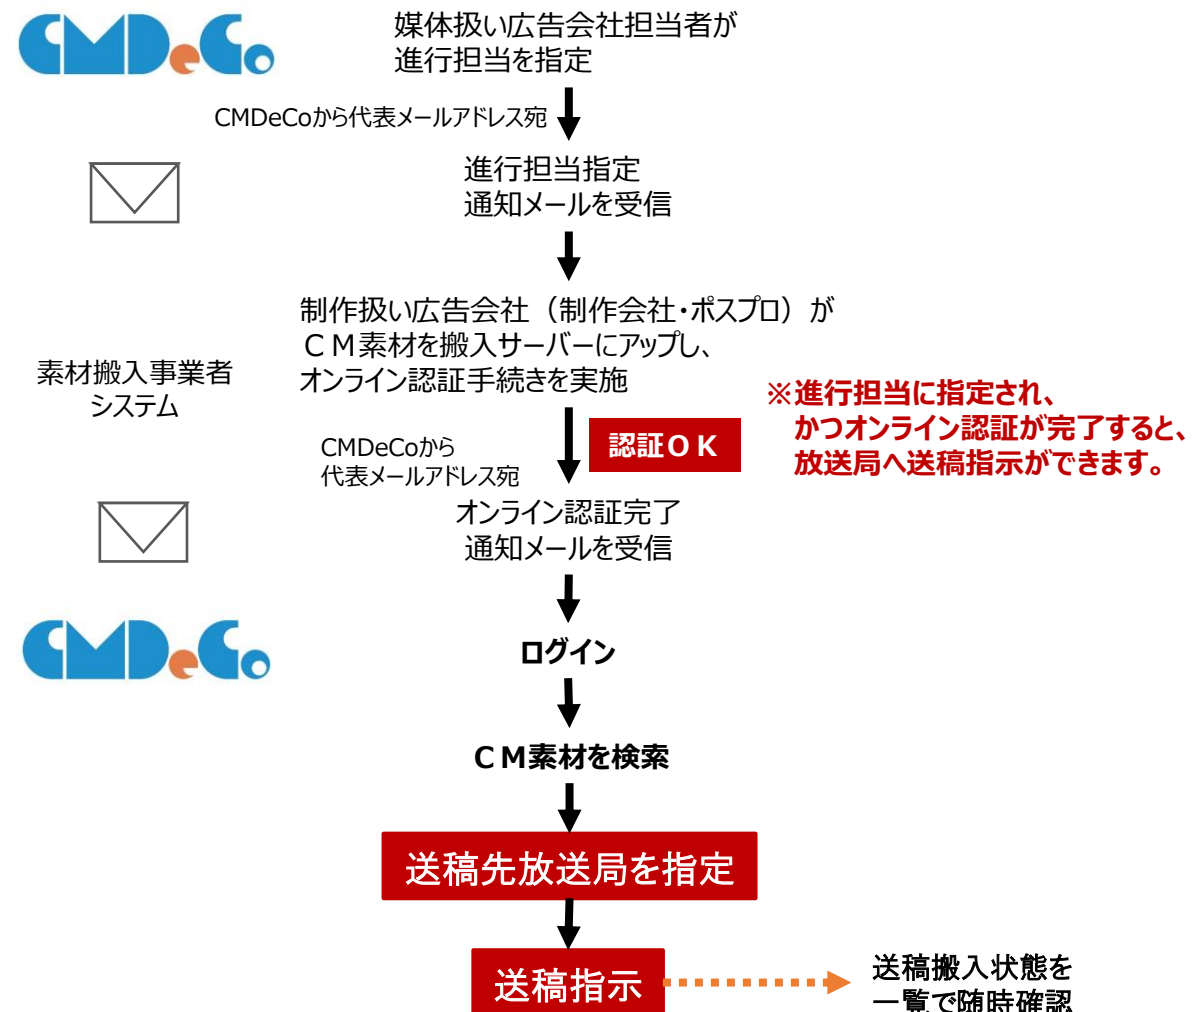 CMDeCo
媒体扱い広告会社担当者が
進行担当を指定
CMDeCoから代表メールアドレス宛
進行担当指定
通知メールを受信
制作扱い広告会社（制作会社・ポスプロ）が
ＣＭ素材を搬入サーバーにアップし、
オンライン認証手続きを実施
素材搬入事業者
システム
※進行担当に指定され、
かつオンライン認証が完了すると、
放送局へ送稿指示ができます。
認証ＯＫ
CMDeCoから
代表メールアドレス宛
オンライン認証完了
通知メールを受信
CMDeCo
ログイン
ＣＭ素材を検索
送稿先放送局を指定
送稿指示
送稿搬入状態を
一覧で随時確認